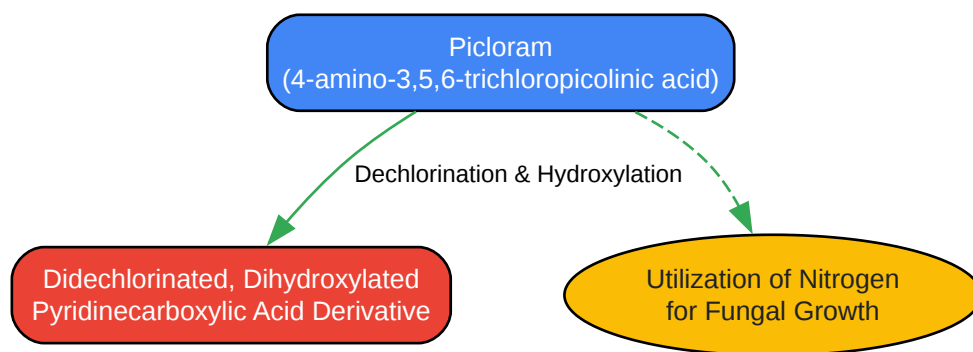 Picloram
(4-amino-3,5,6-trichloropicolinic acid)
Dechlorination & Hydroxylation
Didechlorinated, Dihydroxylated
Pyridinecarboxylic Acid Derivative
Utilization of Nitrogen
for Fungal Growth